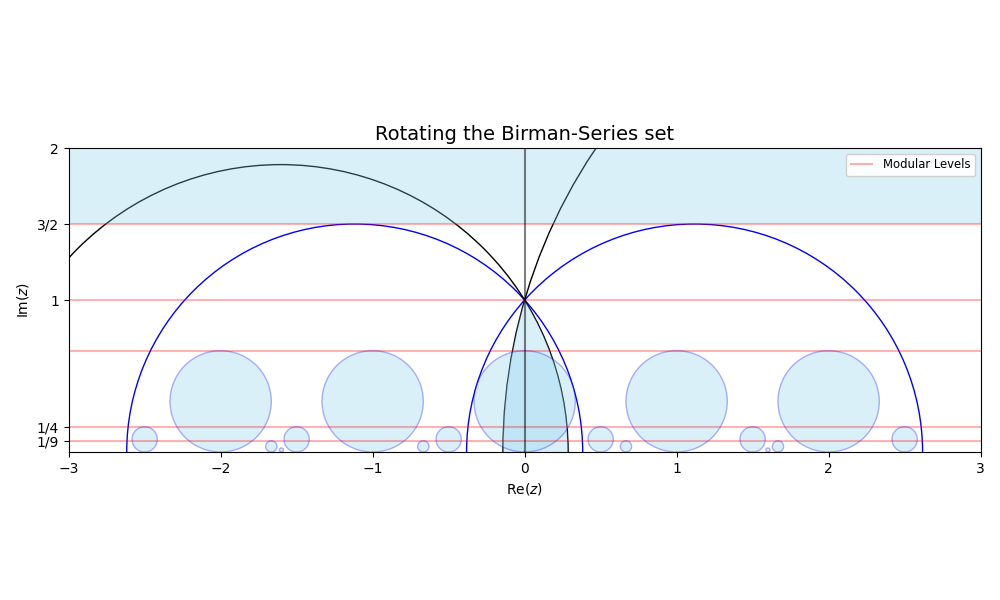 Rotating the Birman-Series set
2
Modular Levels
3/2
1
1/4
1/9
Im(z)
−3 −2 −1 0 1 2 3
Re(z)